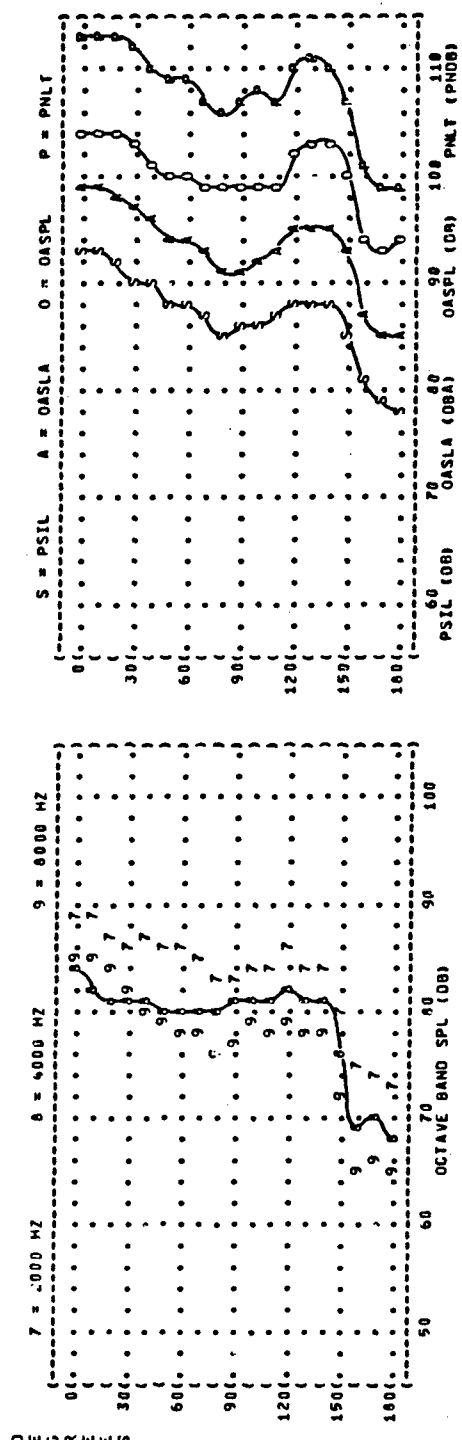 DEGREES
7 = 2000 HZ 8 = 4000 HZ 9 = 8000 HZ
0
30
60
90
120
150
180
50 60 70 80 90 100
OCTAVE BAND SPL (DB)
S = PSIL A = OASLA O = OASPL P = PNLT
0
30
60
90
120
150
180
60 70 80 90 100 110
PSIL (DB) OASLA (DBA) OASPL (DB) PNLT (PNDB)